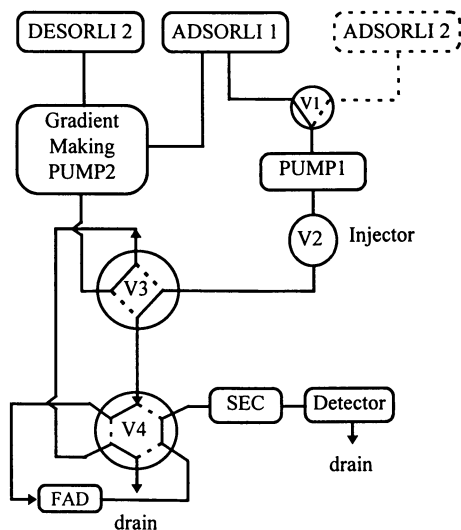 DESORLI 2
ADSORLI 1
ADSORLI 2
Gradient
Making
PUMP2
V1
PUMP1
V2
Injector
V3
V4
SEC
Detector
drain
FAD
drain